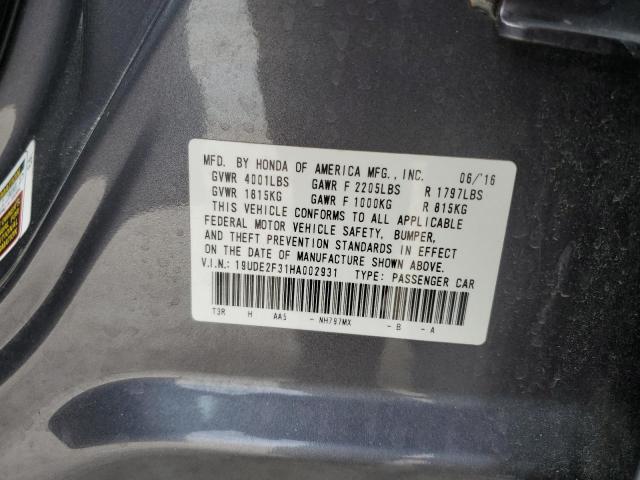 MFD. BY HONDA OF AMERICA MFG., INC. 06/'16
GVWR 4001LBS GAWR F 2205LBS R 1797LBS
GVWR 1815KG GAWR F 1000KG R 815KG
THIS VEHICLE CONFORMS TO ALL APPLICABLE
FEDERAL MOTOR VEHICLE SAFETY, BUMPER,
AND THEFT PREVENTION STANDARDS IN EFFECT
ON THE DATE OF MANUFACTURE SHOWN ABOVE.
V.I.N.: 19UDE2F31HA002931 TYPE: PASSENGER CAR
T3R H AA5 - NH797MX - B - A